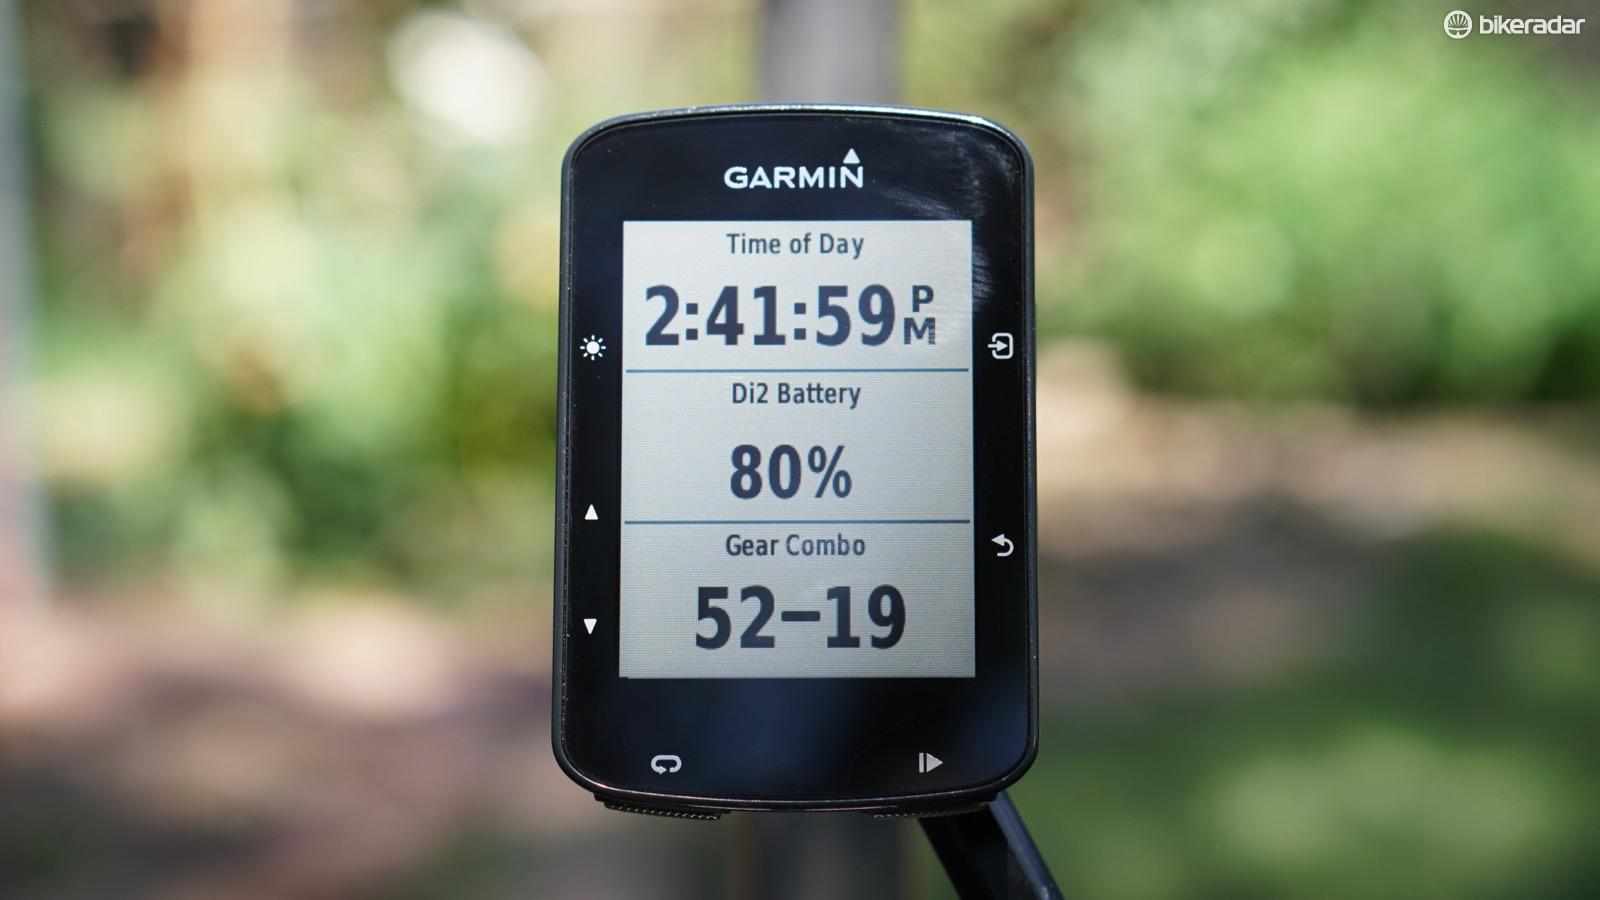 bikeradar
GARMIN
Time of Day
2:41:59 PM
Di2 Battery
80%
Gear Combo
52-19